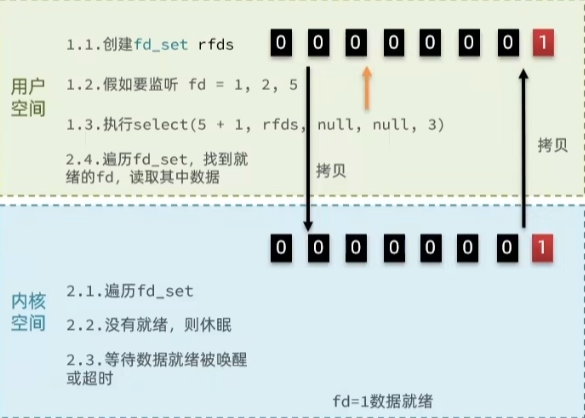 1.1.创建fd_set rfds
0 0 0 0 0 0 0 1
用户
空间
1.2.假如要监听 fd = 1, 2, 5
1.3.执行select(5 + 1, rfds, null, null, 3)
2.4.遍历fd_set，找到就
绪的fd，读取其中数据
拷贝
拷贝
0 0 0 0 0 0 0 1
内核
空间
2.1.遍历fd_set
2.2.没有就绪，则休眠
2.3.等待数据就绪被唤醒
或超时
fd=1数据就绪